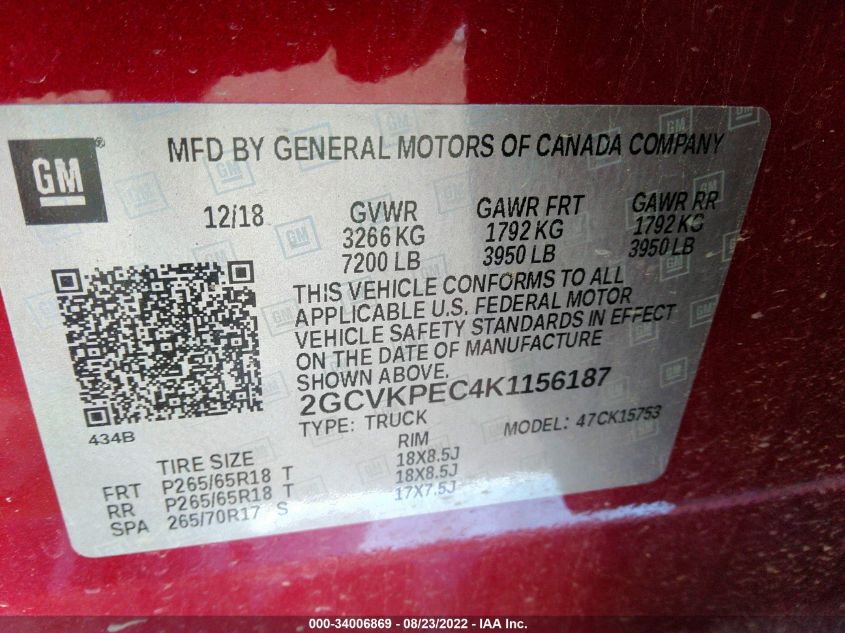 GM
MFD BY GENERAL MOTORS OF CANADA COMPANY
12/18 GVWR GAWR FRT GAWR RR
3266 KG 1792 KG 1792 KG
7200 LB 3950 LB 3950 LB
THIS VEHICLE CONFORMS TO ALL
APPLICABLE U.S. FEDERAL MOTOR
VEHICLE SAFETY STANDARDS IN EFFECT
ON THE DATE OF MANUFACTURE
SHOWN ABOVE.
2GCVKPEC4K1156187
TYPE: TRUCK MODEL: 47CK15753
434B
TIRE SIZE RIM
FRT P265/65R18 T 18X8.5J
RR P265/65R18 T 18X8.5J
SPA 265/70R17 S 17X7.5J
000-34006869 - 08/23/2022 - IAA Inc.